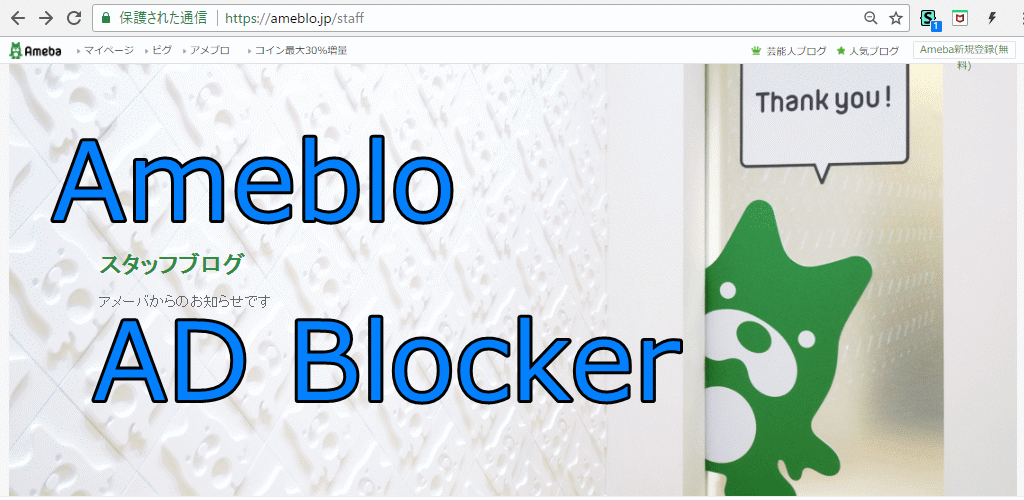 保護された通信 https://ameblo.jp/staff
1
Ameba マイページ ピグ アメブロ コイン最大30%増量 芸能人ブログ 人気ブログ Ameba新規登録(無
料)
Thank you!
Ameblo
スタッフブログ
アメーバからのお知らせです
AD Blocker